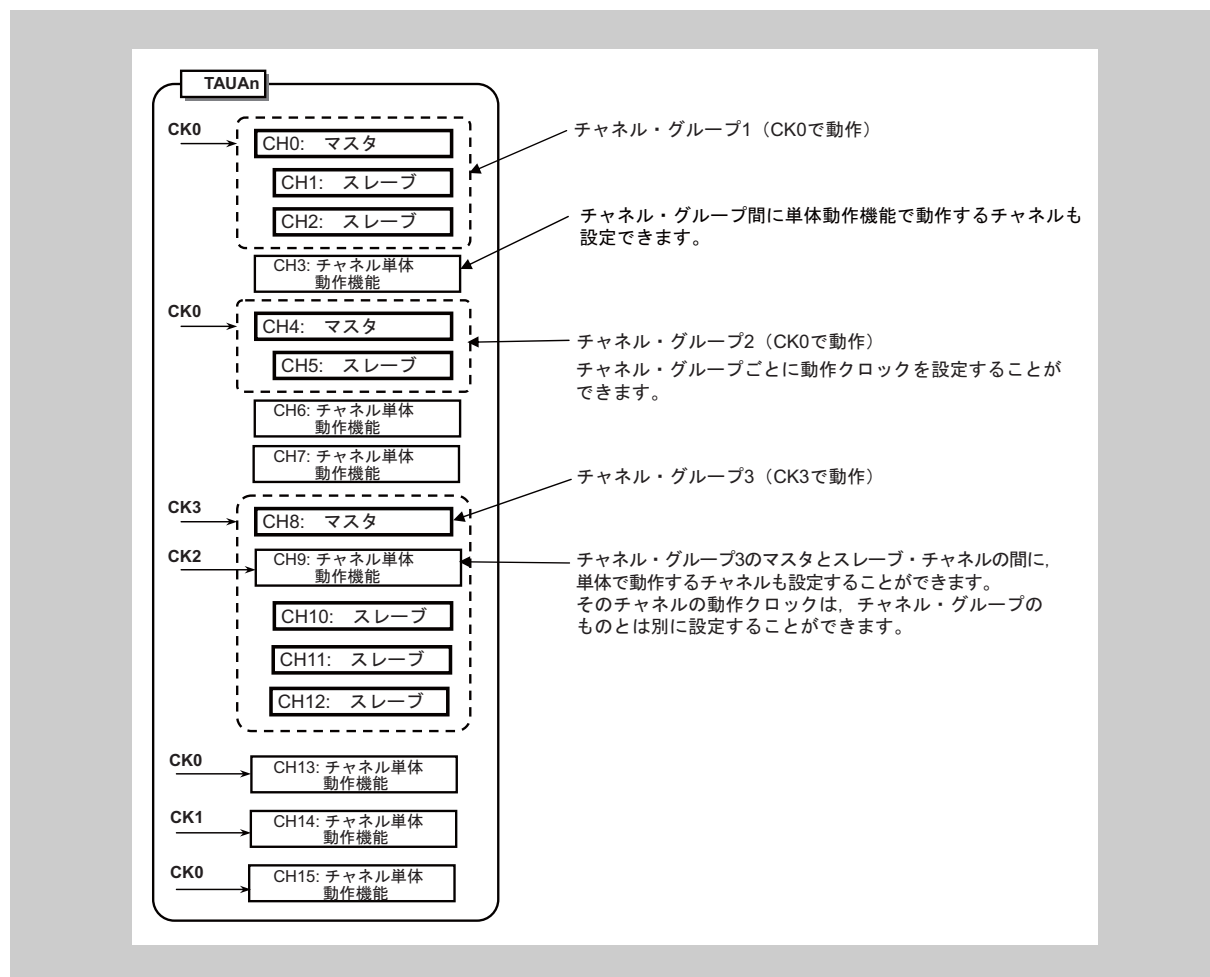 TAUAn
CK0
CH0: マスタ
CH1: スレーブ
CH2: スレーブ
チャネル・グループ1（CK0で動作）
チャネル・グループ間に単体動作機能で動作するチャネルも
設定できます。
CH3: チャネル単体
動作機能
CK0
CH4: マスタ
CH5: スレーブ
チャネル・グループ2（CK0で動作）
チャネル・グループごとに動作クロックを設定することが
できます。
CH6: チャネル単体
動作機能
CH7: チャネル単体
動作機能
チャネル・グループ3（CK3で動作）
CK3
CH8: マスタ
CK2
CH9: チャネル単体
動作機能
チャネル・グループ3のマスタとスレーブ・チャネルの間に,
単体で動作するチャネルも設定することができます。
そのチャネルの動作クロックは, チャネル・グループの
ものとは別に設定することができます。
CH10: スレーブ
CH11: スレーブ
CH12: スレーブ
CK0
CH13: チャネル単体
動作機能
CK1
CH14: チャネル単体
動作機能
CK0
CH15: チャネル単体
動作機能